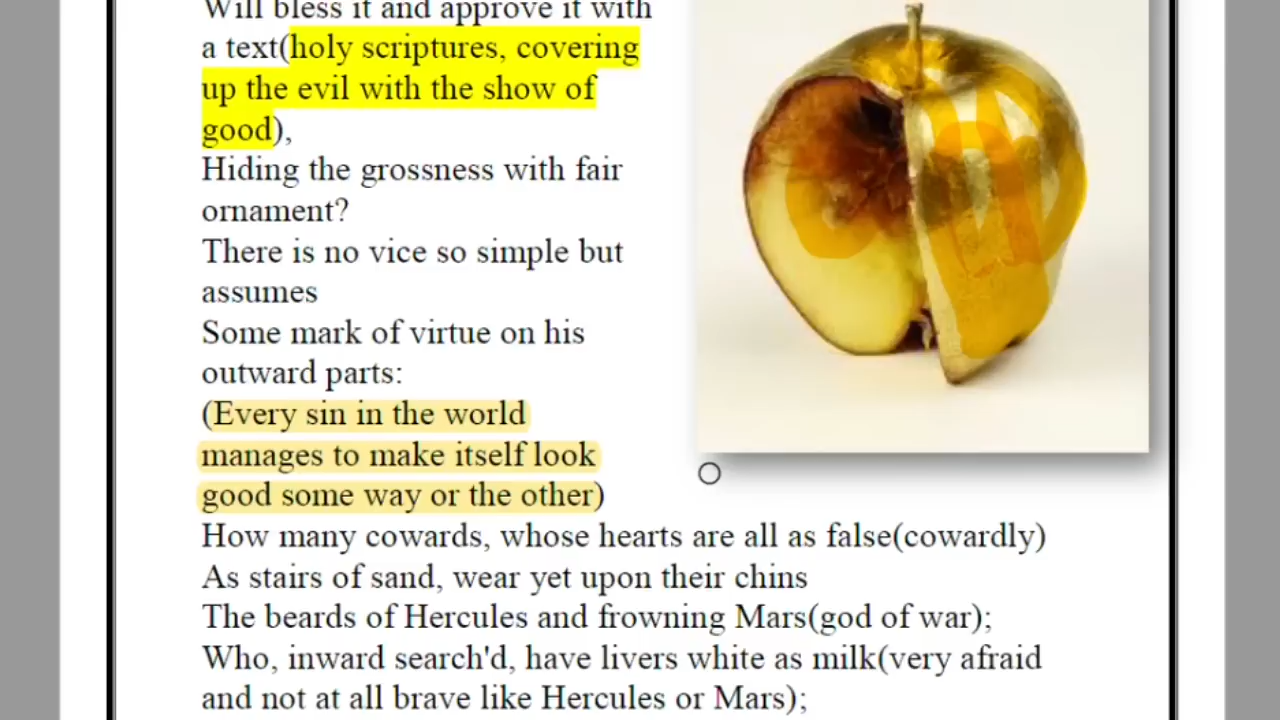 Will bless it and approve it with
a text(holy scriptures, covering
up the evil with the show of
good),
Hiding the grossness with fair
ornament?
There is no vice so simple but
assumes
Some mark of virtue on his
outward parts:
(Every sin in the world
manages to make itself look
good some way or the other)
How many cowards, whose hearts are all as false(cowardly)
As stairs of sand, wear yet upon their chins
The beards of Hercules and frowning Mars(god of war);
Who, inward search'd, have livers white as milk(very afraid
and not at all brave like Hercules or Mars);